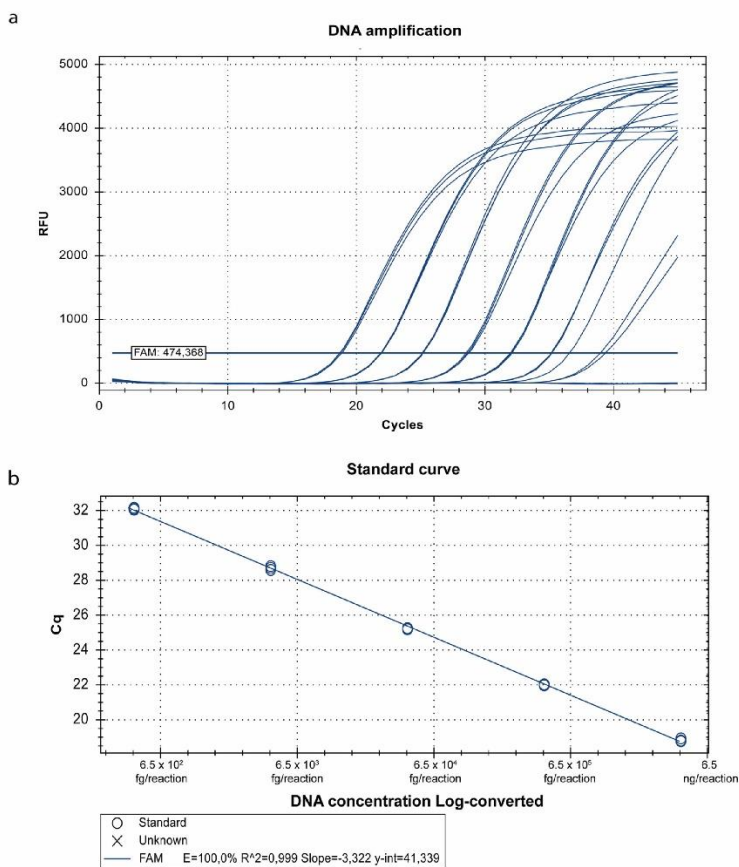 a
DNA amplification
5000
4000
3000
2000
1000
0
RFU
FAM: 474,368
0 10 20 30 40
Cycles
b
Standard curve
32
30
28
26
24
22
20
Cq
6.5 x 10² 6.5 x 10³ 6.5 x 10⁴ 6.5 x 10⁵ 6.5
fg/reaction fg/reaction fg/reaction fg/reaction ng/reaction
DNA concentration Log-converted
Standard
Unknown
FAM E=100,0% R^2=0,999 Slope=-3,322 y-int=41,339